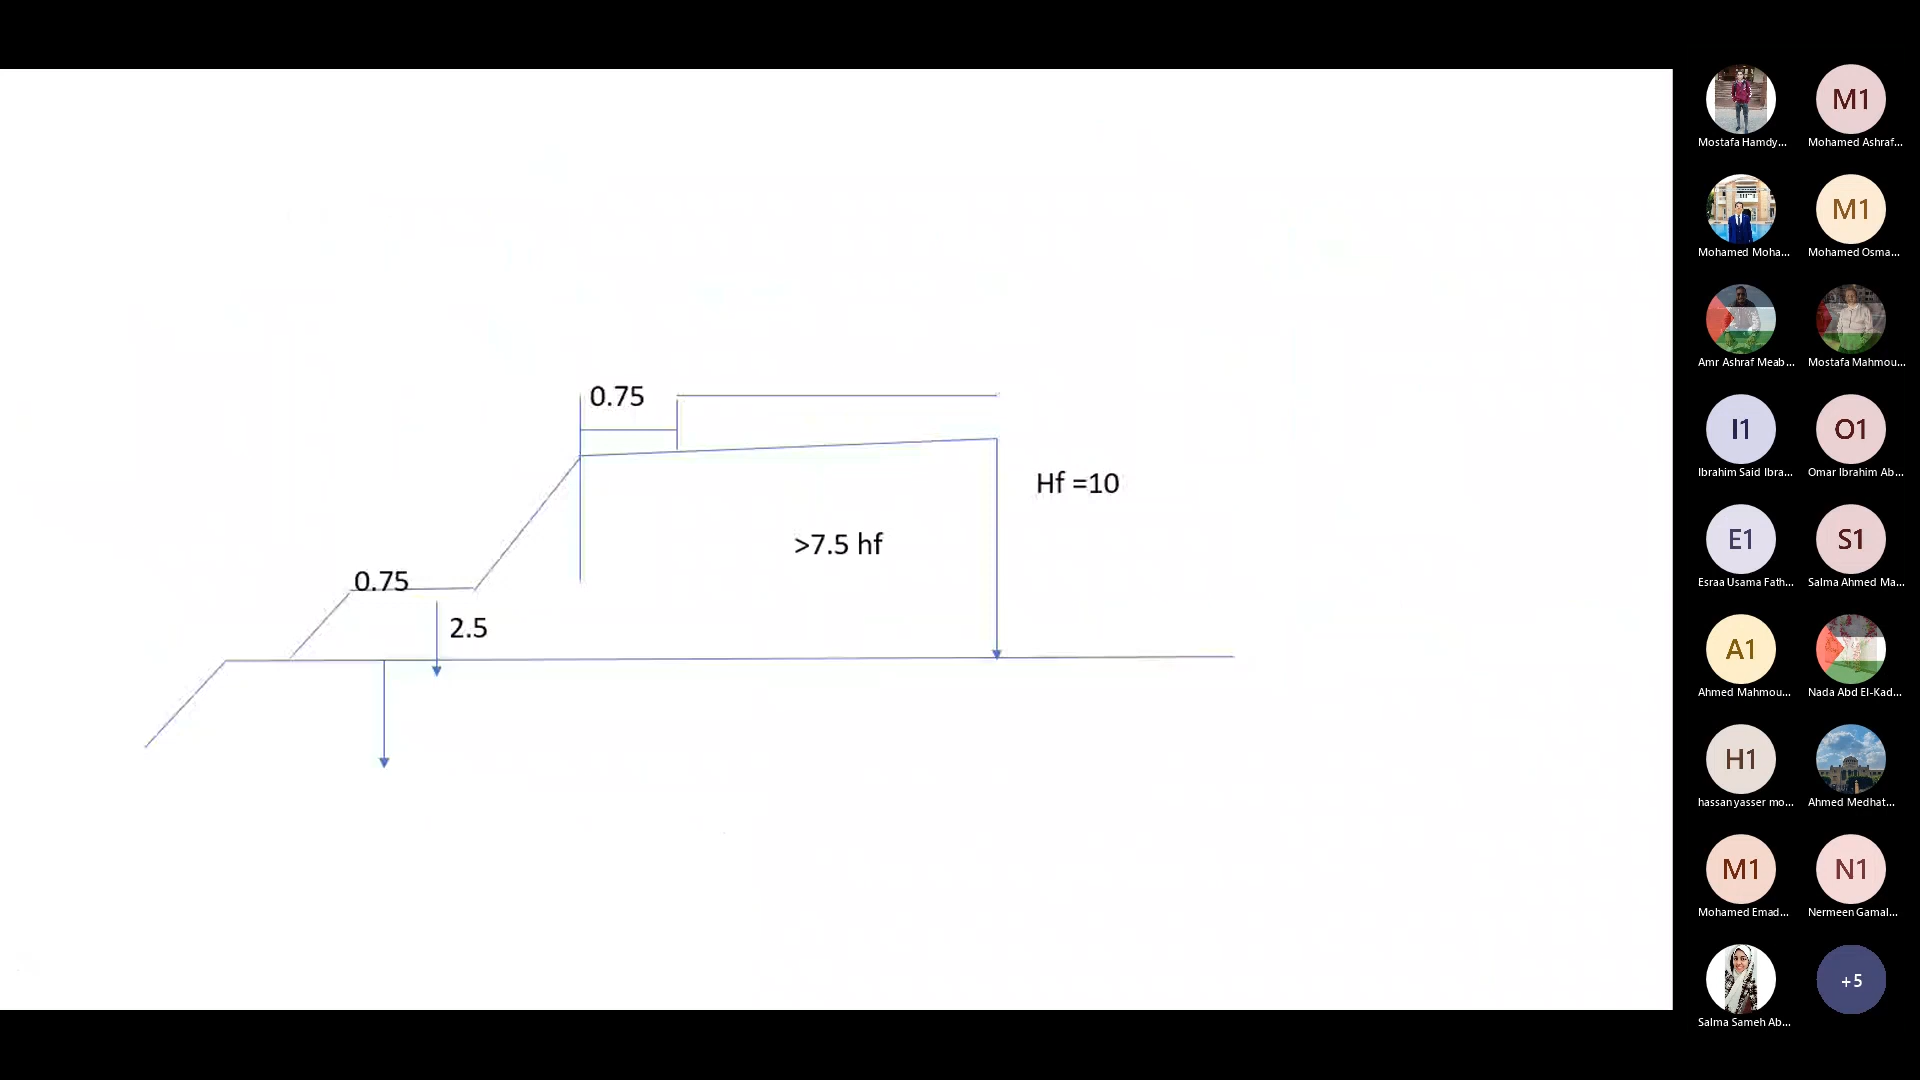 0.75
Hf =10
>7.5 hf
0.75
2.5
M1
Mostafa Hamdy...
Mohamed Ashraf...
M1
Mohamed Moha...
Mohamed Osma...
Amr Ashraf Meab...
Mostafa Mahmou...
I1
O1
Ibrahim Said Ibra...
Omar Ibrahim Ab...
E1
S1
Esraa Usama Fath...
Salma Ahmed Ma...
A1
Ahmed Mahmou...
Nada Abd El-Kad...
H1
hassan yasser mo...
Ahmed Medhat...
M1
N1
Mohamed Emad...
Nermeen Gamal...
+5
Salma Sameh Ab...